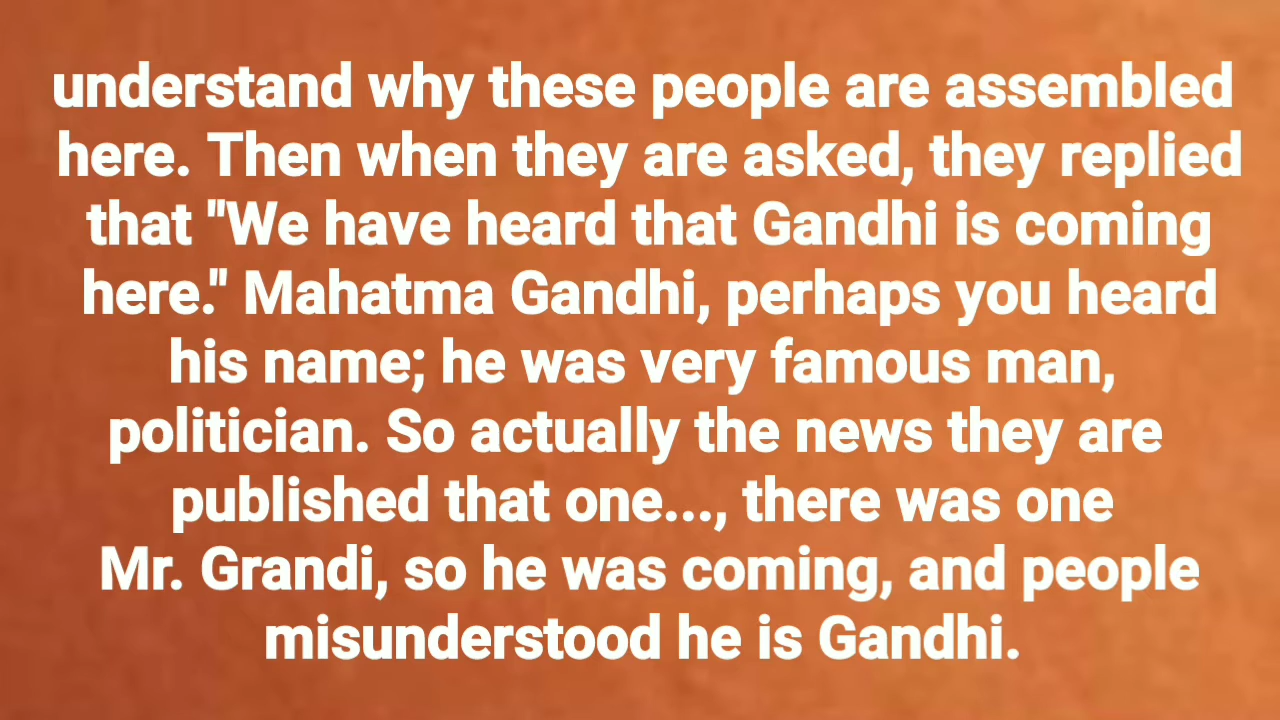 understand why these people are assembled
here. Then when they are asked, they replied
that "We have heard that Gandhi is coming
here." Mahatma Gandhi, perhaps you heard
his name; he was very famous man,
politician. So actually the news they are
published that one..., there was one
Mr. Grandi, so he was coming, and people
misunderstood he is Gandhi.